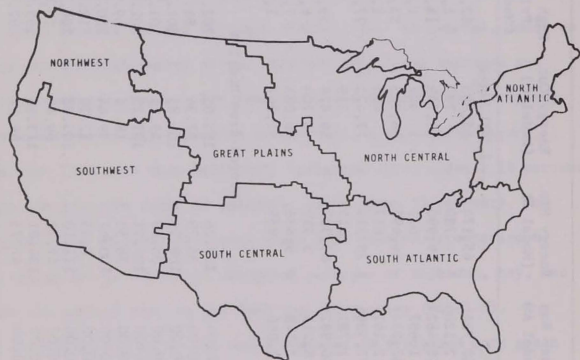 NORTHWEST
NORTH
ATLANTIC
GREAT PLAINS
NORTH CENTRAL
SOUTHWEST
SOUTH CENTRAL
SOUTH ATLANTIC